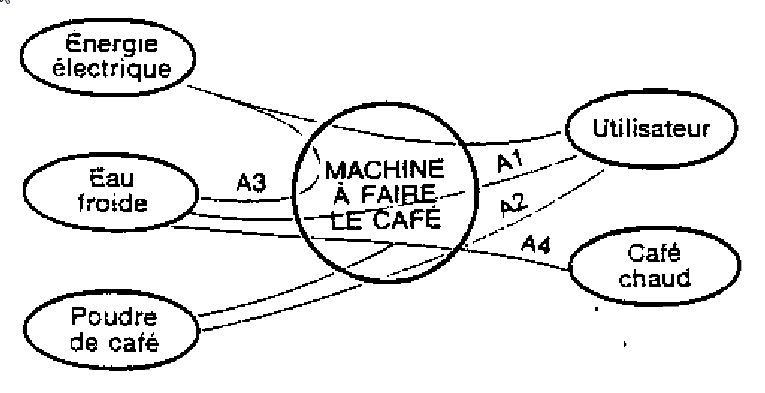 Énergie
électrique
Utilisateur
MACHINE
À FAIRE
LE CAFÉ
A1
A3
Eau
froide
A2
A4
Café
chaud
Poudre
de café